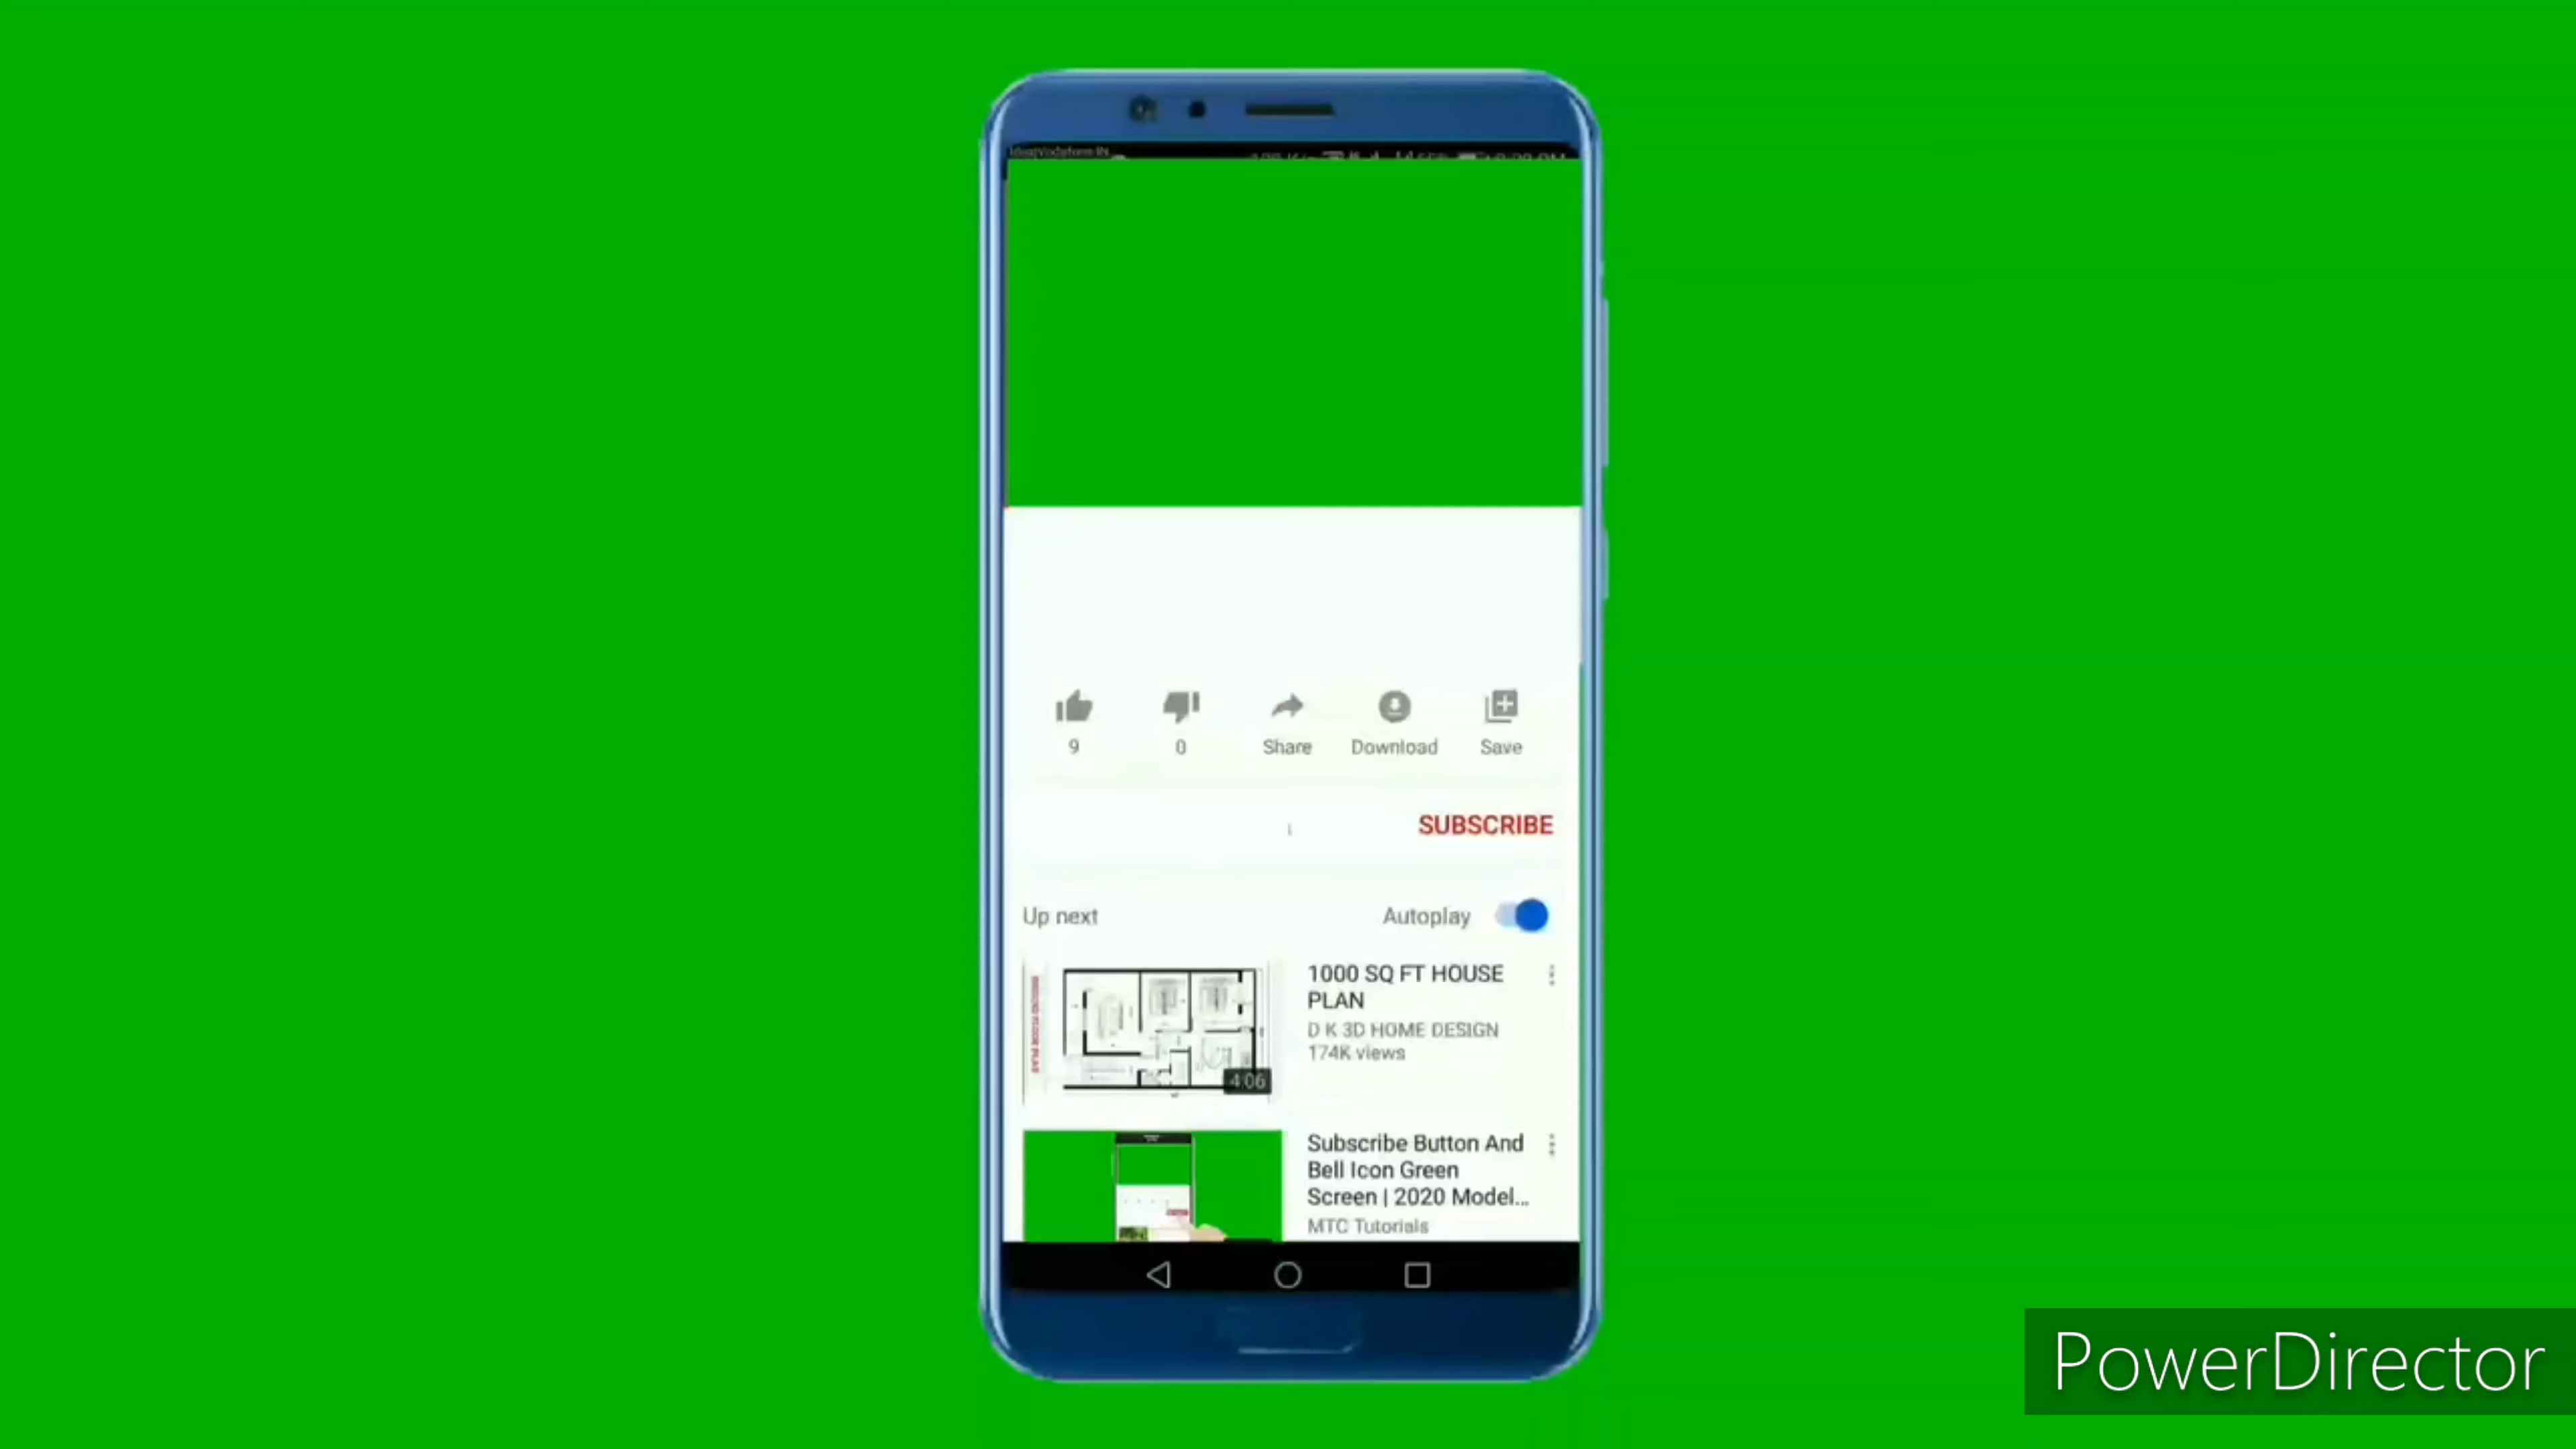 9
0
Share
Download
Save
SUBSCRIBE
Up next
Autoplay
1000 SQ FT HOUSE
PLAN
D K 3D HOME DESIGN
174K views
4:06
Subscribe Button And
Bell Icon Green
Screen | 2020 Model...
MTC Tutorials
PowerDirector